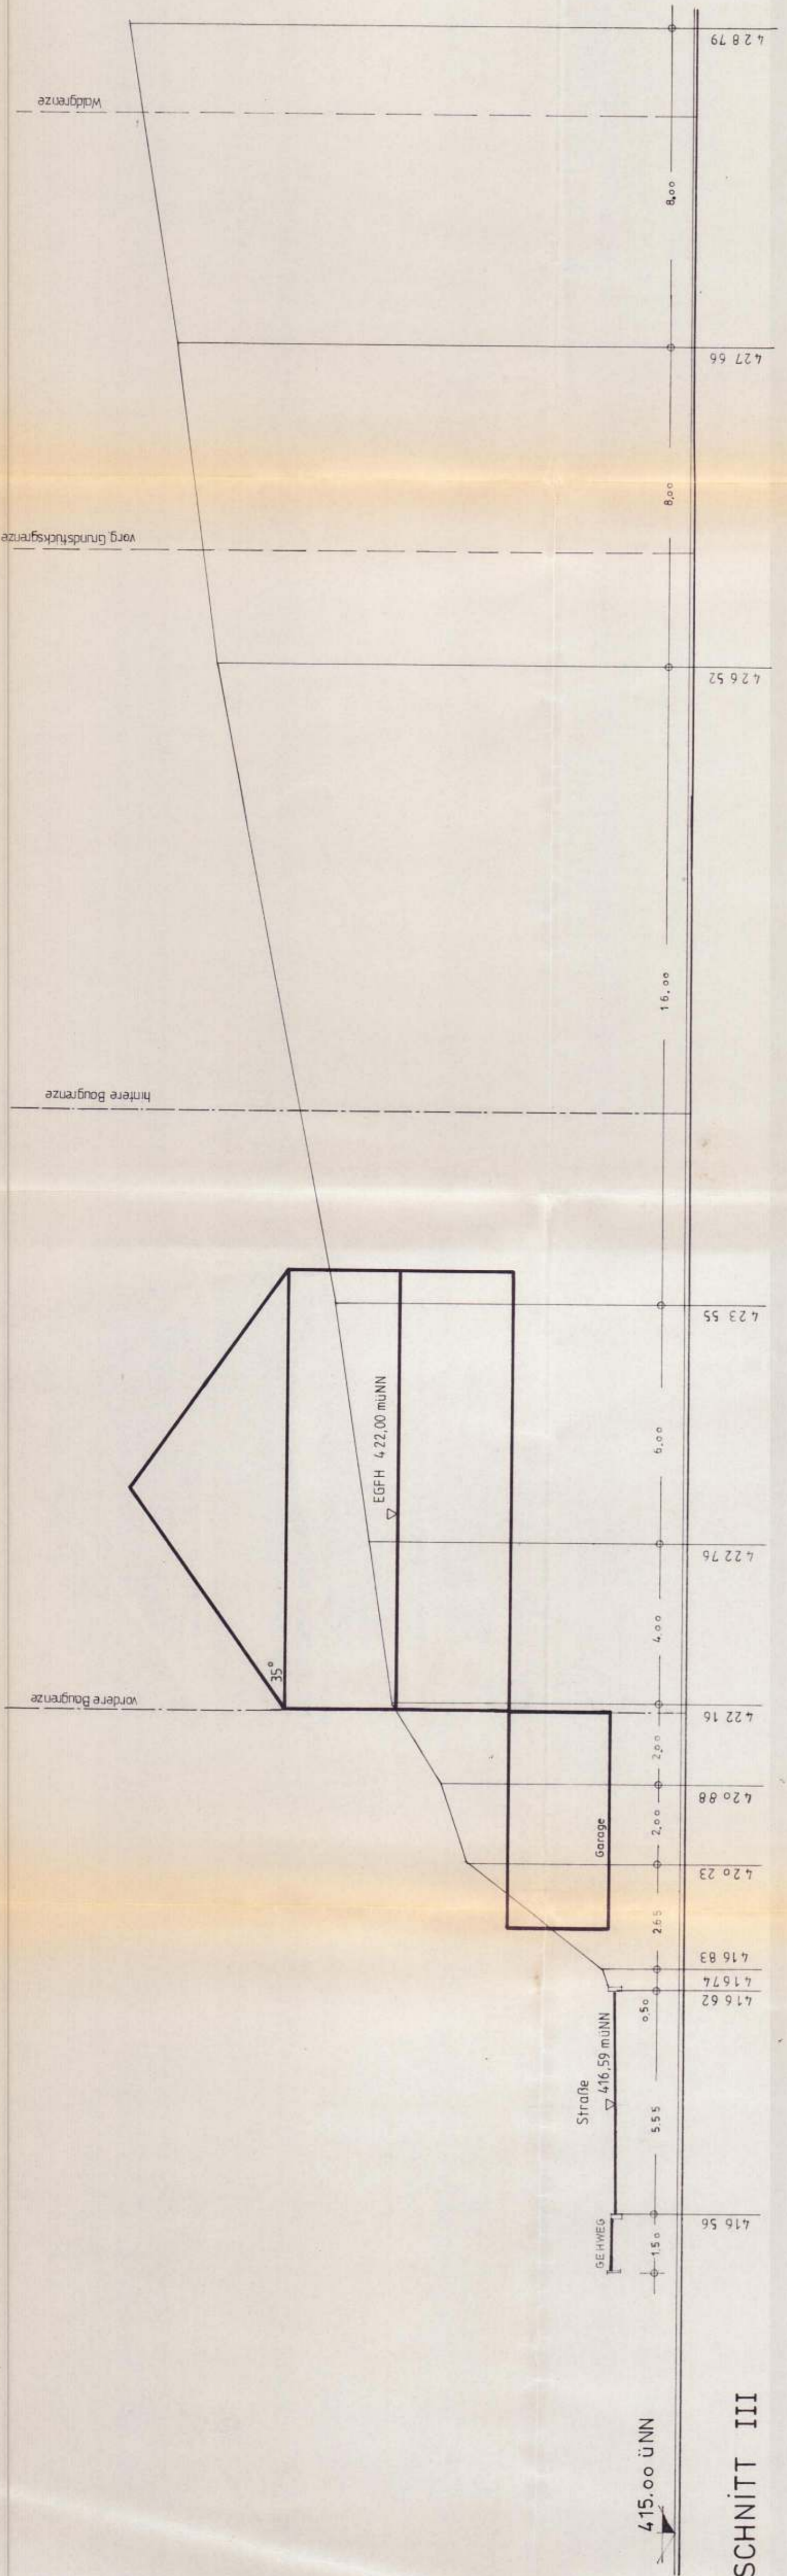 Waldgrenze
vorg. Grundstücksgrenze
hintere Baugrenze
vordere Baugrenze
35°
EGFH 422,00 müNN
Garage
Straße
416,59 müNN
GEHWEG
1.50
5.55
0,50
2.65
2,00
2,00
4.00
6,00
16.00
8,00
8,00
416 56
416 62
416 74
416 83
420 23
420 88
422 16
422 76
423 55
426 52
427 66
428 79
415.00 üNN
SCHNİTT III